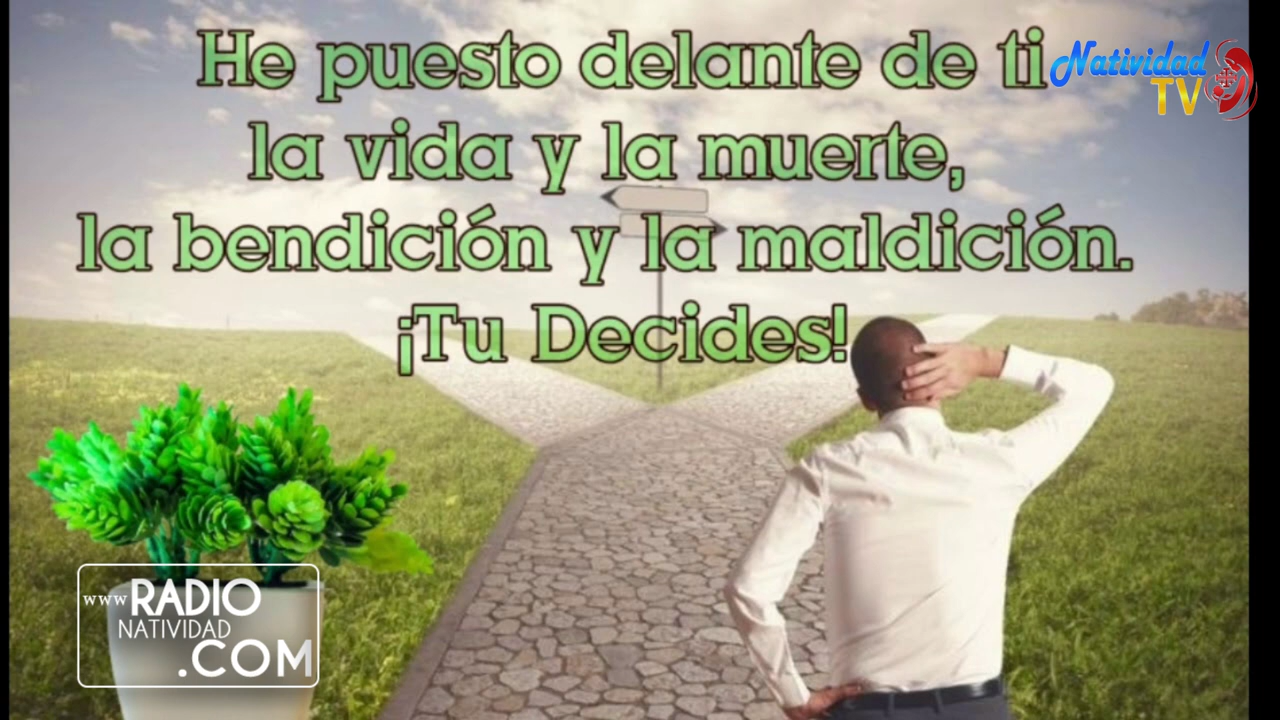 He puesto delante de ti
la vida y la muerte,
la bendición y la maldición.
¡Tu Decides!
Natividad
TV
www RADIO
NATIVIDAD
.COM